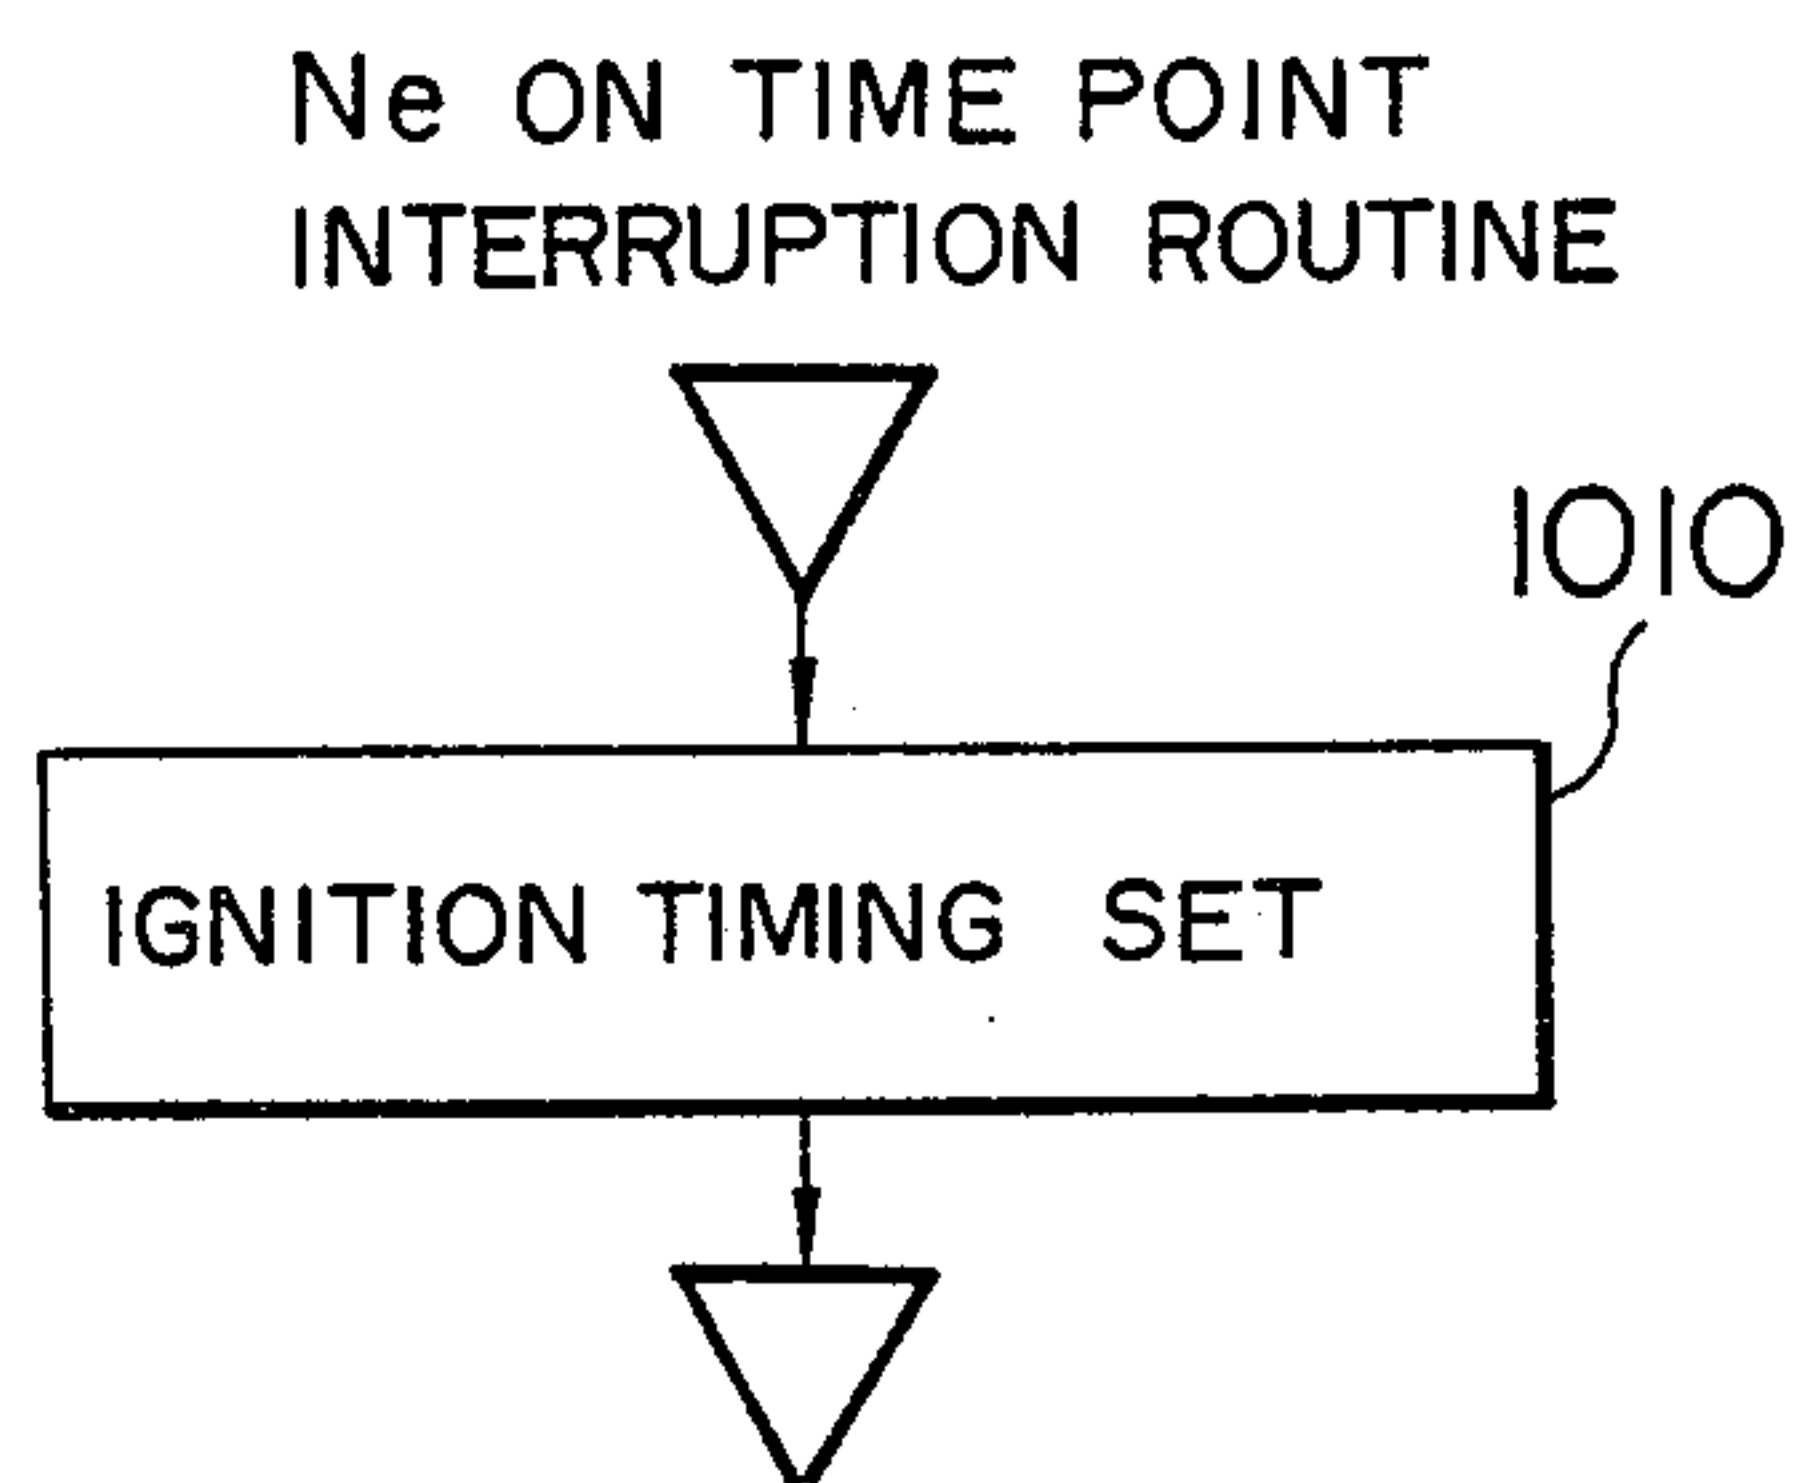 Ne ON TIME POINT
INTERRUPTION ROUTINE
1010
IGNITION TIMING SET